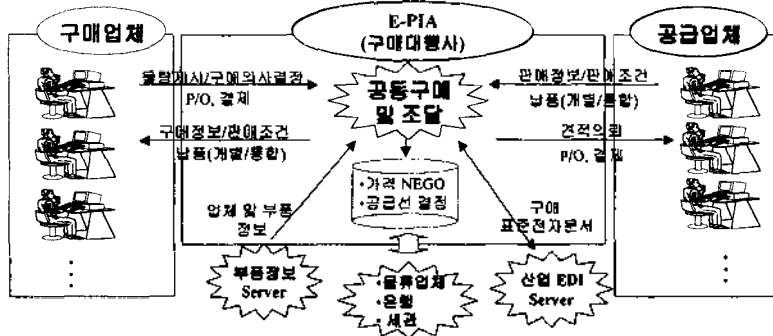 구매업체
E-PIA
(구매대행사)
공급업체
물량제시/구매의사결정
P/O, 결제
구매정보/판매조건
납품(개별/통합)
공동구매
및 조달
판매정보/판매조건
납품(개별/통합)
견적의뢰
P/O, 결제
•가격 NEGO
•공급선 결정
업체 및 부품
정보
구매
표준전자문서
부품정보
Server
•물류업체
•은행
•세관
산업 EDI
Server